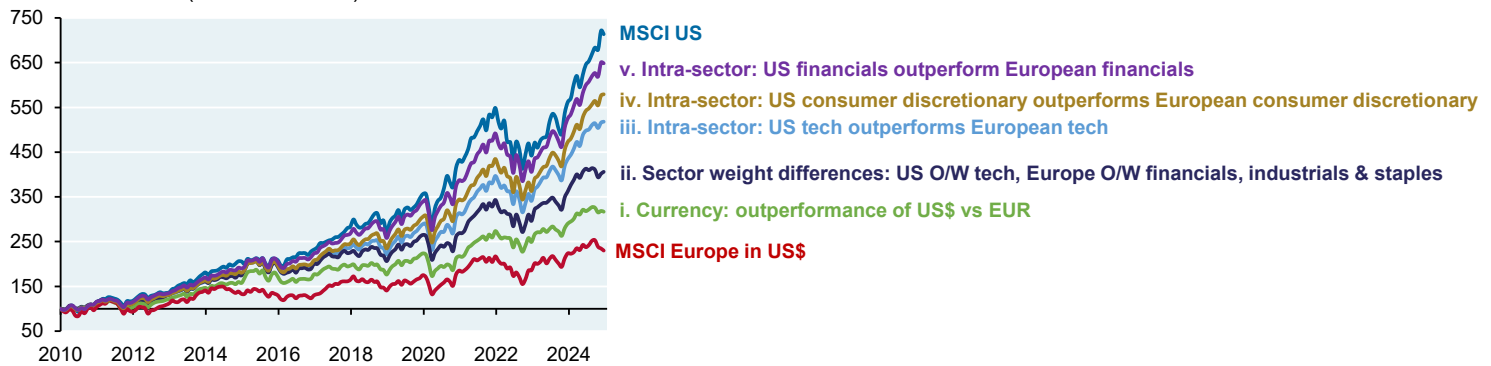 750
650
550
450
350
250
150
50
2010 2012 2014 2016 2018 2020 2022 2024
MSCI US
v. Intra-sector: US financials outperform European financials
iv. Intra-sector: US consumer discretionary outperforms European consumer discretionary
iii. Intra-sector: US tech outperforms European tech
ii. Sector weight differences: US O/W tech, Europe O/W financials, industrials & staples
i. Currency: outperformance of US$ vs EUR
MSCI Europe in US$